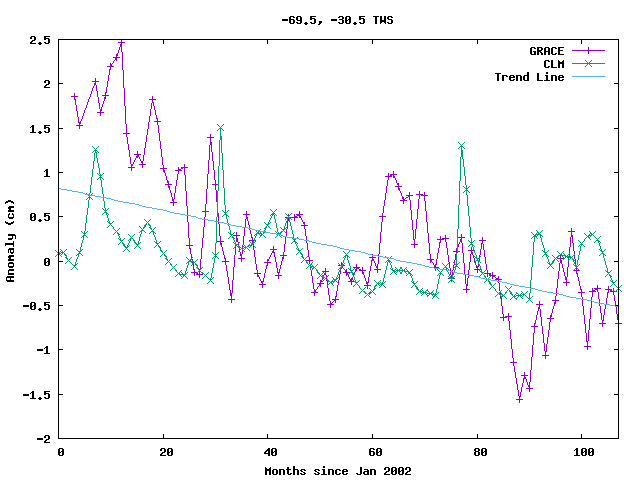 -69.5, -30.5 TWS
GRACE
CLM
Trend Line
2.5
2
1.5
1
0.5
0
-0.5
-1
-1.5
-2
Anomaly (cm)
0 20 40 60 80 100
Months since Jan 2002